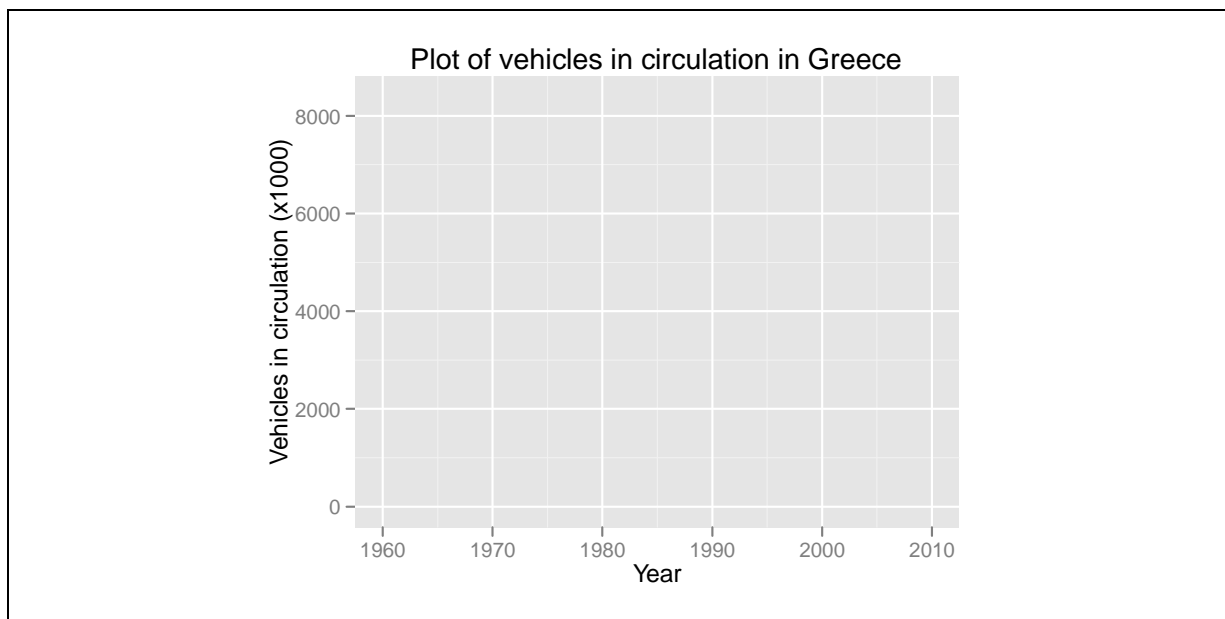 Plot of vehicles in circulation in Greece
Vehicles in circulation (x1000)
8000
6000
4000
2000
0
1960 1970 1980 1990 2000 2010
Year